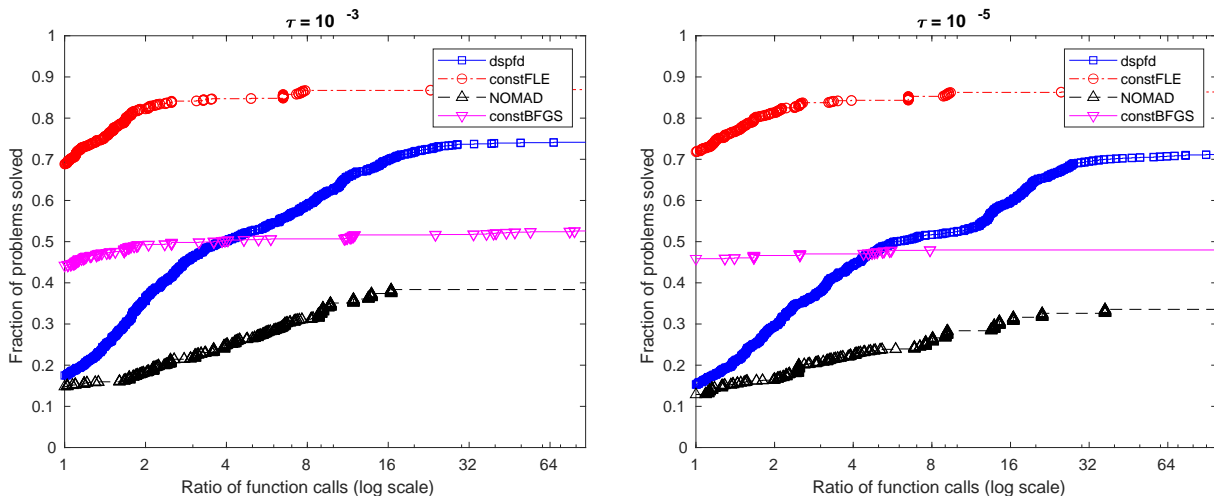 τ = 10 -3
Fraction of problems solved
1
0.9
0.8
0.7
0.6
0.5
0.4
0.3
0.2
0.1
0
dspfd
constFLE
NOMAD
constBFGS
1 2 4 8 16 32 64
Ratio of function calls (log scale)
τ = 10 -5
Fraction of problems solved
1
0.9
0.8
0.7
0.6
0.5
0.4
0.3
0.2
0.1
0
dspfd
constFLE
NOMAD
constBFGS
1 2 4 8 16 32 64
Ratio of function calls (log scale)